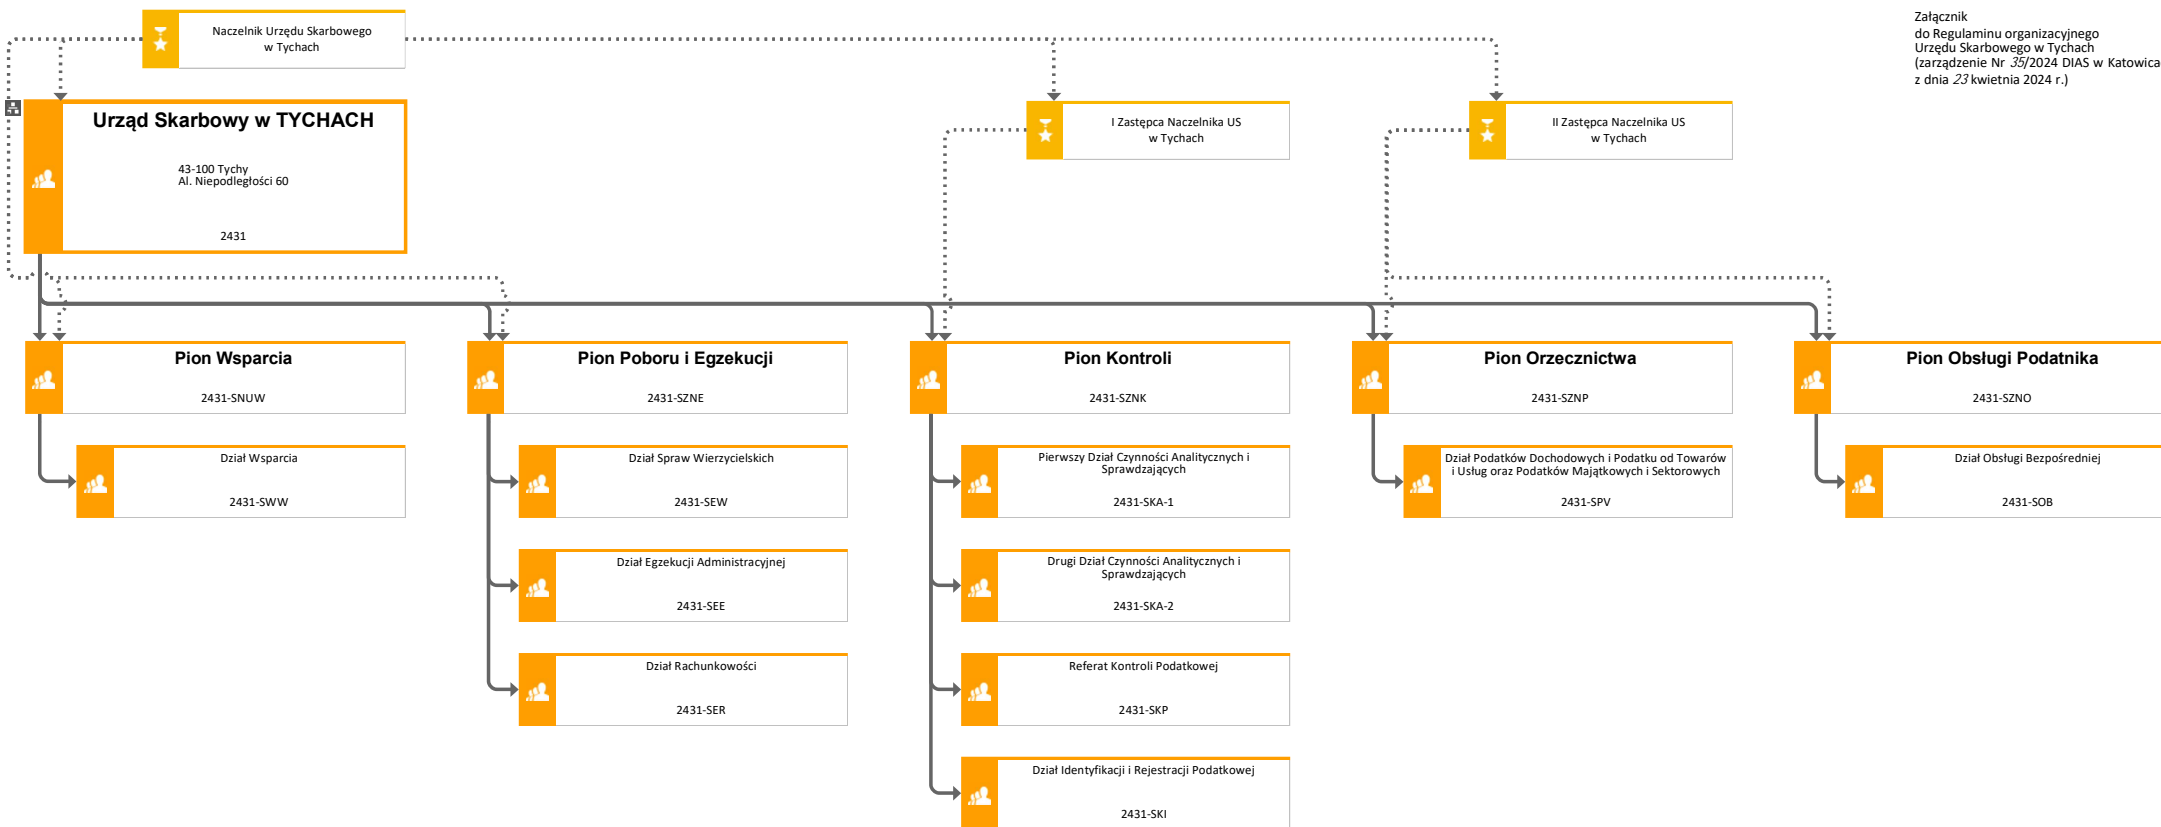 Naczelnik Urzędu Skarbowego
w Tychach
Załącznik
do Regulaminu organizacyjnego
Urzędu Skarbowego w Tychach
(zarządzenie Nr 35/2024 DIAS w Katowica
z dnia 23 kwietnia 2024 r.)
Urząd Skarbowy w TYCHACH
43-100 Tychy
Al. Niepodległości 60
2431
I Zastępca Naczelnika US
w Tychach
II Zastępca Naczelnika US
w Tychach
Pion Wsparcia
2431-SNUW
Pion Poboru i Egzekucji
2431-SZNE
Pion Kontroli
2431-SZNK
Pion Orzecznictwa
2431-SZNP
Pion Obsługi Podatnika
2431-SZNO
Dział Wsparcia
2431-SWW
Dział Spraw Wierzycielskich
2431-SEW
Pierwszy Dział Czynności Analitycznych i
Sprawdzających
2431-SKA-1
Dział Podatków Dochodowych i Podatku od Towarów
i Usług oraz Podatków Majątkowych i Sektorowych
2431-SPV
Dział Obsługi Bezpośredniej
2431-SOB
Dział Egzekucji Administracyjnej
2431-SEE
Drugi Dział Czynności Analitycznych i
Sprawdzających
2431-SKA-2
Dział Rachunkowości
2431-SER
Referat Kontroli Podatkowej
2431-SKP
Dział Identyfikacji i Rejestracji Podatkowej
2431-SKI